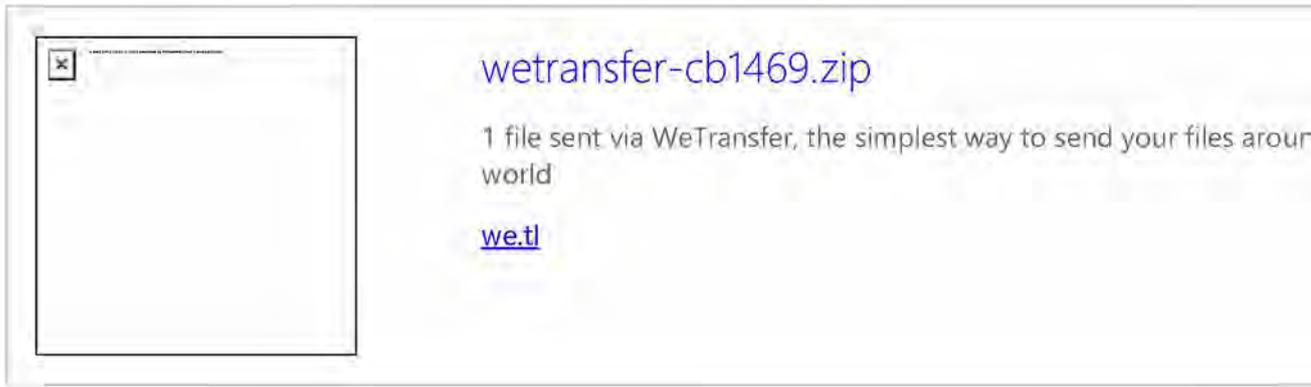 wetransfer-cb1469.zip
1 file sent via WeTransfer, the simplest way to send your files aroun
world
we.tl